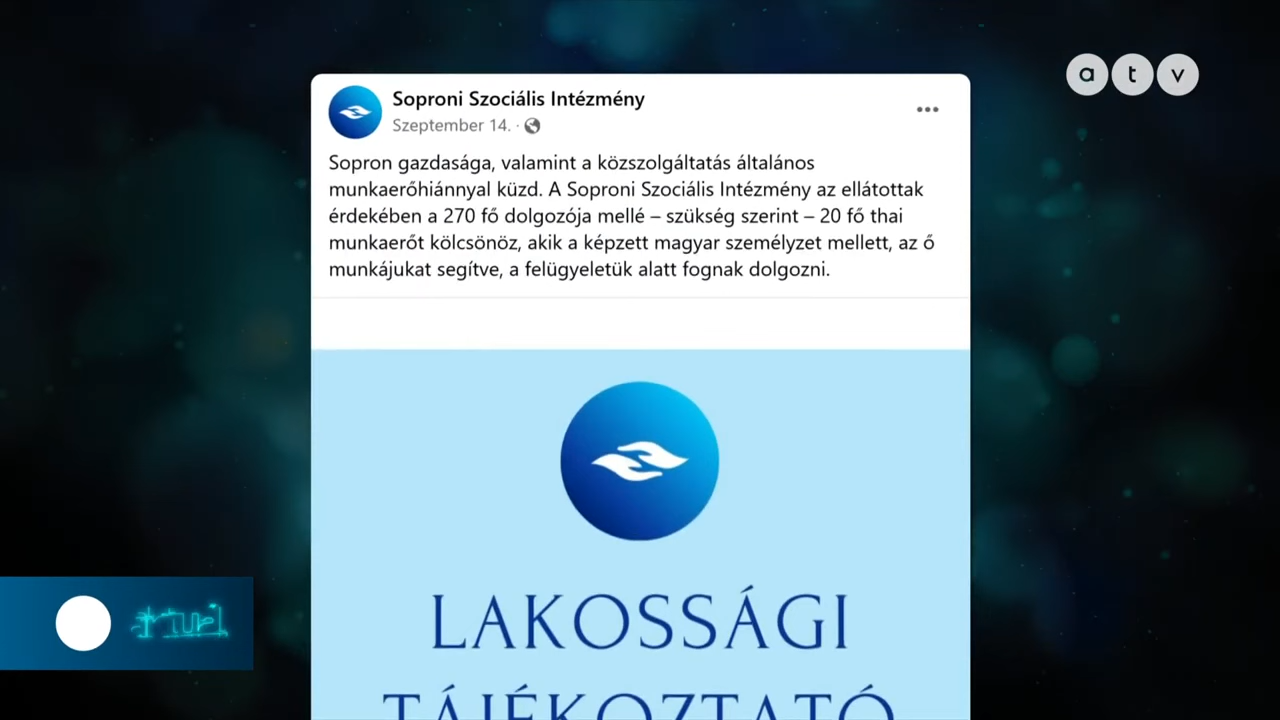 atv
Soproni Szociális Intézmény
Szeptember 14. ·
Sopron gazdasága, valamint a közszolgáltatás általános
munkaerőhiánnyal küzd. A Soproni Szociális Intézmény az ellátottak
érdekében a 270 fő dolgozója mellé – szükség szerint – 20 fő thai
munkaerőt kölcsönöz, akik a képzett magyar személyzet mellett, az ő
munkájukat segítve, a felügyeletük alatt fognak dolgozni.
LAKOSSÁGI
TÁJÉKOZTATÓ